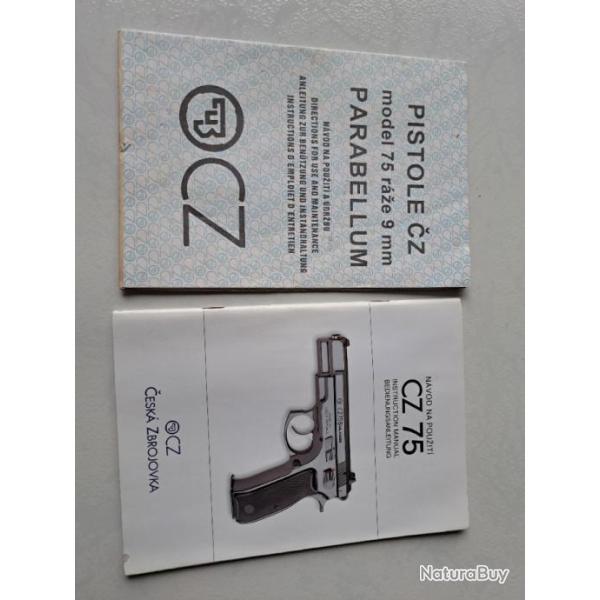 PISTOLE ČZ
model 75 ráže 9 mm
PARABELLUM
NÁVOD NA POUŽITÍ A ÚDRŽBU
DIRECTIONS FOR USE AND MAINTENANCE
ANLEITUNG ZUR BENÜTZUNG UND INSTANDHALTUNG
INSTRUCTIONS D'EMPLOI ET D'ENTRETIEN
CZ
NÁVOD NA POUŽITÍ
CZ 75
INSTRUCTION MANUAL
BEDIENUNGSANLEITUNG
CZ
ČESKÁ ZBROJOVKA
NaturaBuy